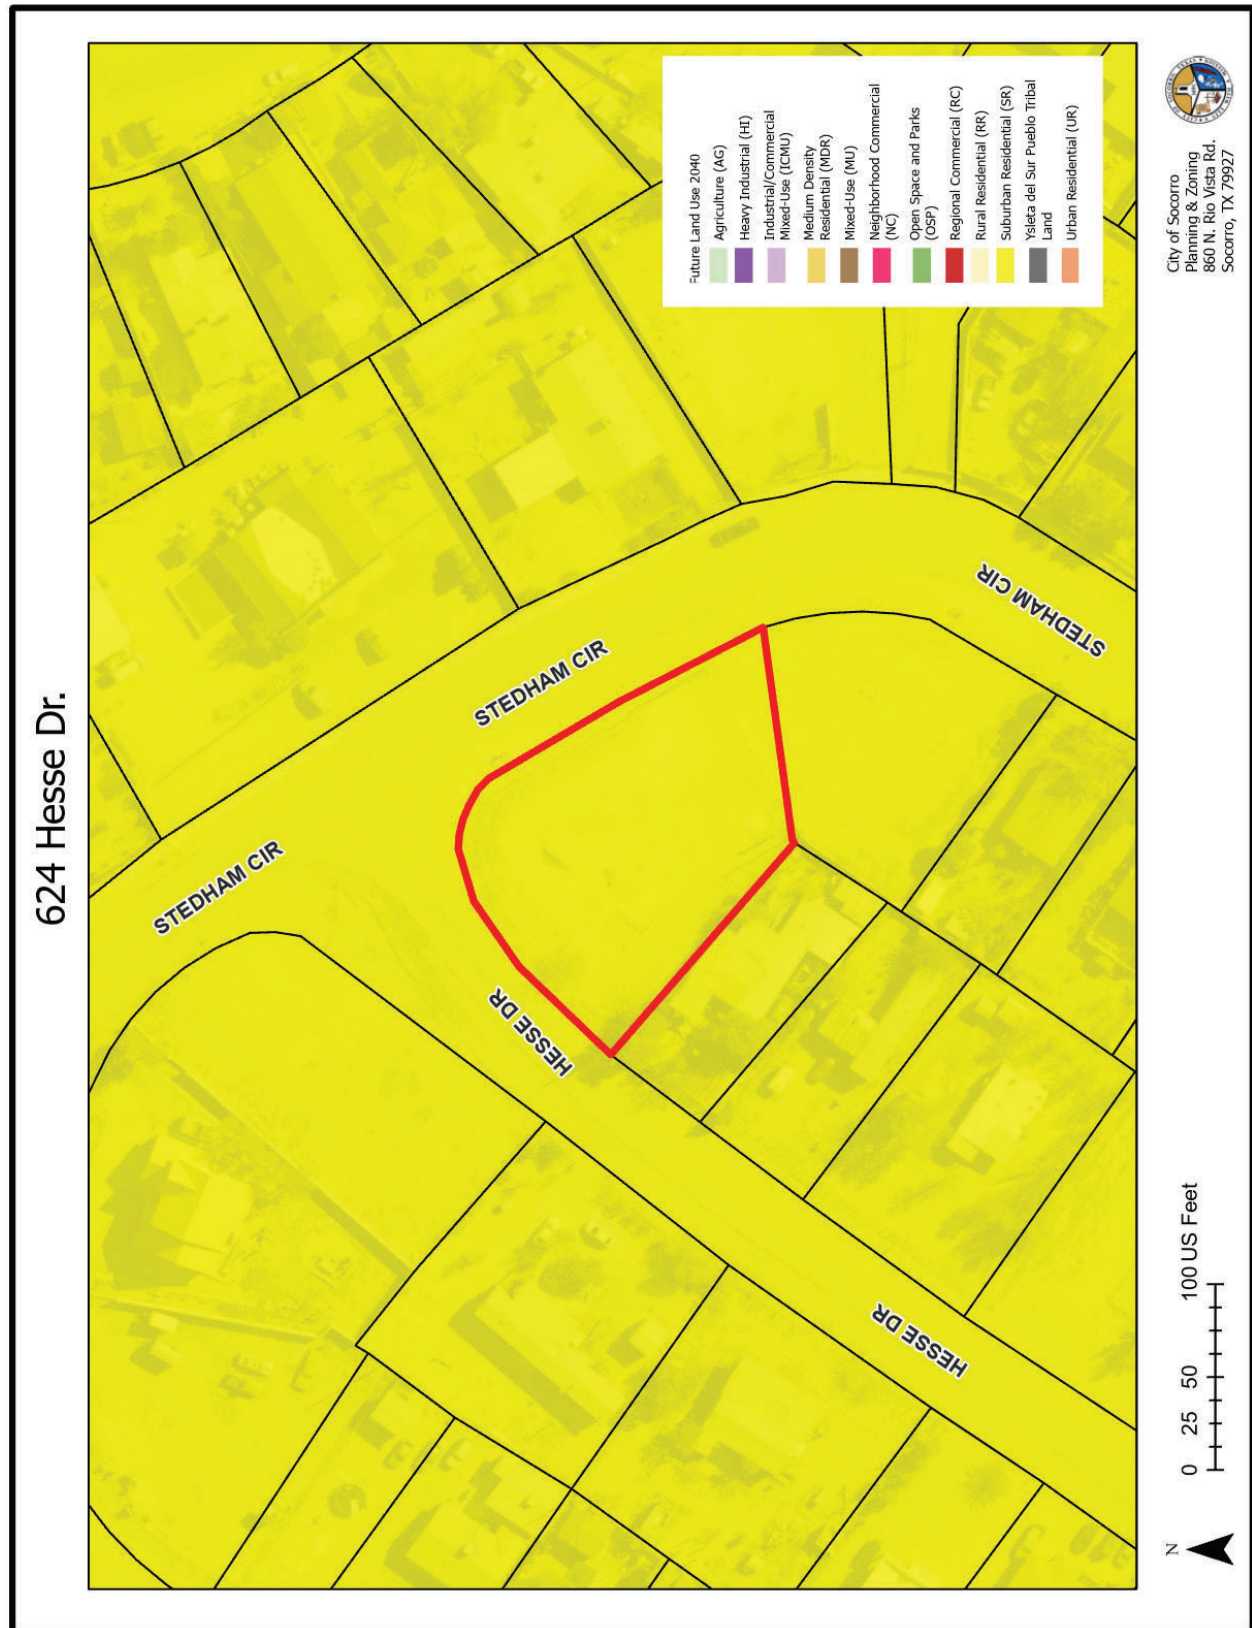 624 Hesse Dr.
STEDHAM CIR
STEDHAM CIR
STEDHAM CIR
HESSE DR
HESSE DR
Future Land Use 2040
Agriculture (AG)
Heavy Industrial (HI)
Industrial/Commercial
Mixed-Use (ICMU)
Medium Density
Residential (MDR)
Mixed-Use (MU)
Neighborhood Commercial
(NC)
Open Space and Parks
(OSP)
Regional Commercial (RC)
Rural Residential (RR)
Suburban Residential (SR)
Ysleta del Sur Pueblo Tribal
Land
Urban Residential (UR)
N
0 25 50 100 US Feet
City of Socorro
Planning & Zoning
860 N. Rio Vista Rd.
Socorro, TX 79927